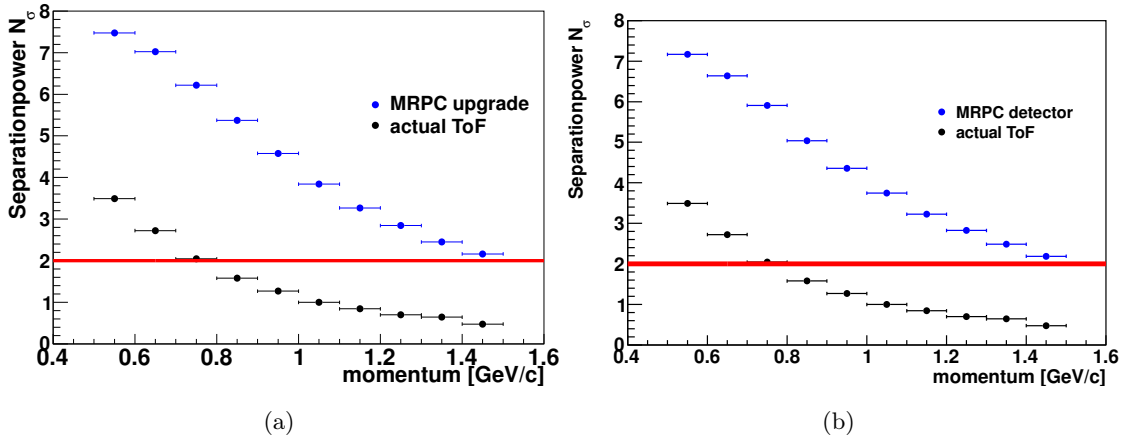 Separationpower Nσ
8
7
6
5
4
3
2
1
0
MRPC upgrade
actual ToF
0.4 0.6 0.8 1 1.2 1.4 1.6
momentum [GeV/c]
(a)
Separationpower Nσ
8
7
6
5
4
3
2
1
0
MRPC detector
actual ToF
0.4 0.6 0.8 1 1.2 1.4 1.6
momentum [GeV/c]
(b)